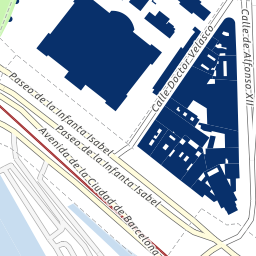 Calle de Alfonso XII
Calle Doctor Velasco
Paseo de la Infanta Isabel
Paseo de la Infanta Isabel
Avenida de la Ciudad de Barcelona